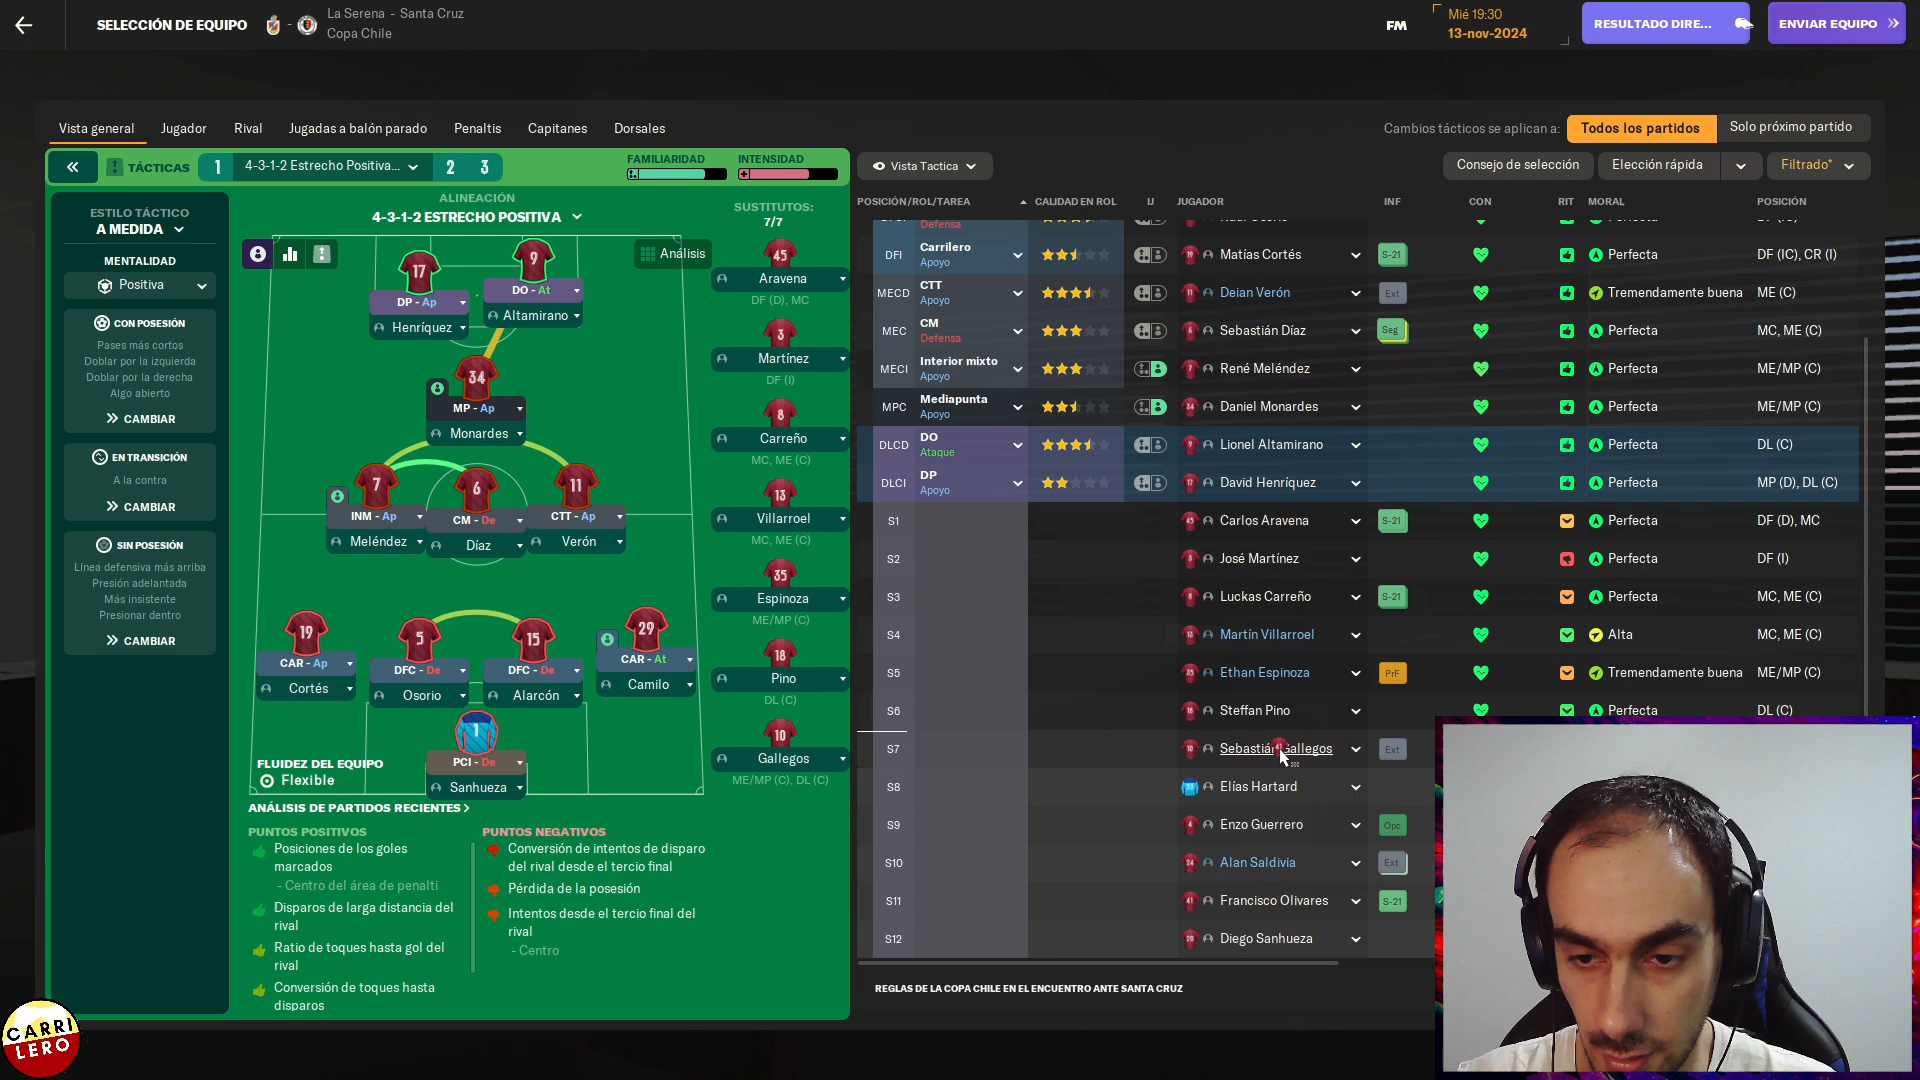 SELECCIÓN DE EQUIPO
La Serena - Santa Cruz
Copa Chile
FM
Mié 19:30
13-nov-2024
RESULTADO DIRE...
ENVIAR EQUIPO
Vista general
Jugador
Rival
Jugadas a balón parado
Penaltis
Capitanes
Dorsales
Cambios tácticos se aplican a:
Todos los partidos
Solo próximo partido
TÁCTICAS
1
4-3-1-2 Estrecho Positiva...
2
3
FAMILIARIDAD
INTENSIDAD
Vista Tactica
Consejo de selección
Elección rápida
Filtrado*
ESTILO TÁCTICO
A MEDIDA
MENTALIDAD
Positiva
CON POSESIÓN
Pases más cortos
Doblar por la izquierda
Doblar por la derecha
Algo abierto
CAMBIAR
EN TRANSICIÓN
A la contra
CAMBIAR
SIN POSESIÓN
Línea defensiva más arriba
Presión adelantada
Más insistente
Presionar dentro
CAMBIAR
ALINEACIÓN
4-3-1-2 ESTRECHO POSITIVA
Análisis
17
DP - Ap
Henríquez
9
DO - At
Altamirano
34
MP - Ap
Monardes
7
INM - Ap
Meléndez
6
CM - De
Díaz
11
CTT - Ap
Verón
19
CAR - Ap
Cortés
5
DFC - De
Osorio
15
DFC - De
Alarcón
29
CAR - At
Camilo
1
PCI - De
Sanhueza
FLUIDEZ DEL EQUIPO
Flexible
SUSTITUTOS:
7/7
45
Aravena
DF (D), MC
3
Martínez
DF (I)
8
Carreño
MC, ME (C)
13
Villarroel
MC, ME (C)
35
Espinoza
ME/MP (C)
18
Pino
DL (C)
10
Gallegos
ME/MP (C), DL (C)
ANÁLISIS DE PARTIDOS RECIENTES
PUNTOS POSITIVOS
Posiciones de los goles
marcados
- Centro del área de penalti
Disparos de larga distancia del
rival
Ratio de toques hasta gol del
rival
Conversión de toques hasta
disparos
PUNTOS NEGATIVOS
Conversión de intentos de disparo
del rival desde el tercio final
Pérdida de la posesión
Intentos desde el tercio final del
rival
- Centro
POSICIÓN/ROL/TAREA
CALIDAD EN ROL
IJ
JUGADOR
INF
CON
RIT
MORAL
POSICIÓN
Defensa
DFI Carrilero Apoyo Matías Cortés S-21 Perfecta DF (IC), CR (I)
MECD CTT Apoyo Deian Verón Ext Tremendamente buena ME (C)
MEC CM Defensa Sebastián Díaz Seg Perfecta MC, ME (C)
MECI Interior mixto Apoyo René Meléndez Perfecta ME/MP (C)
MPC Mediapunta Apoyo Daniel Monardes Perfecta ME/MP (C)
DLCD DO Ataque Lionel Altamirano Perfecta DL (C)
DLCI DP Apoyo David Henríquez Perfecta MP (D), DL (C)
S1 Carlos Aravena S-21 Perfecta DF (D), MC
S2 José Martínez Perfecta DF (I)
S3 Luckas Carreño S-21 Perfecta MC, ME (C)
S4 Martín Villarroel Alta MC, ME (C)
S5 Ethan Espinoza PrF Tremendamente buena ME/MP (C)
S6 Steffan Pino Perfecta DL (C)
S7 Sebastián Gallegos Ext
S8 Elías Hartard
S9 Enzo Guerrero Opc
S10 Alan Saldivia Ext
S11 Francisco Olivares S-21
S12 Diego Sanhueza
REGLAS DE LA COPA CHILE EN EL ENCUENTRO ANTE SANTA CRUZ
CARRI
LERO